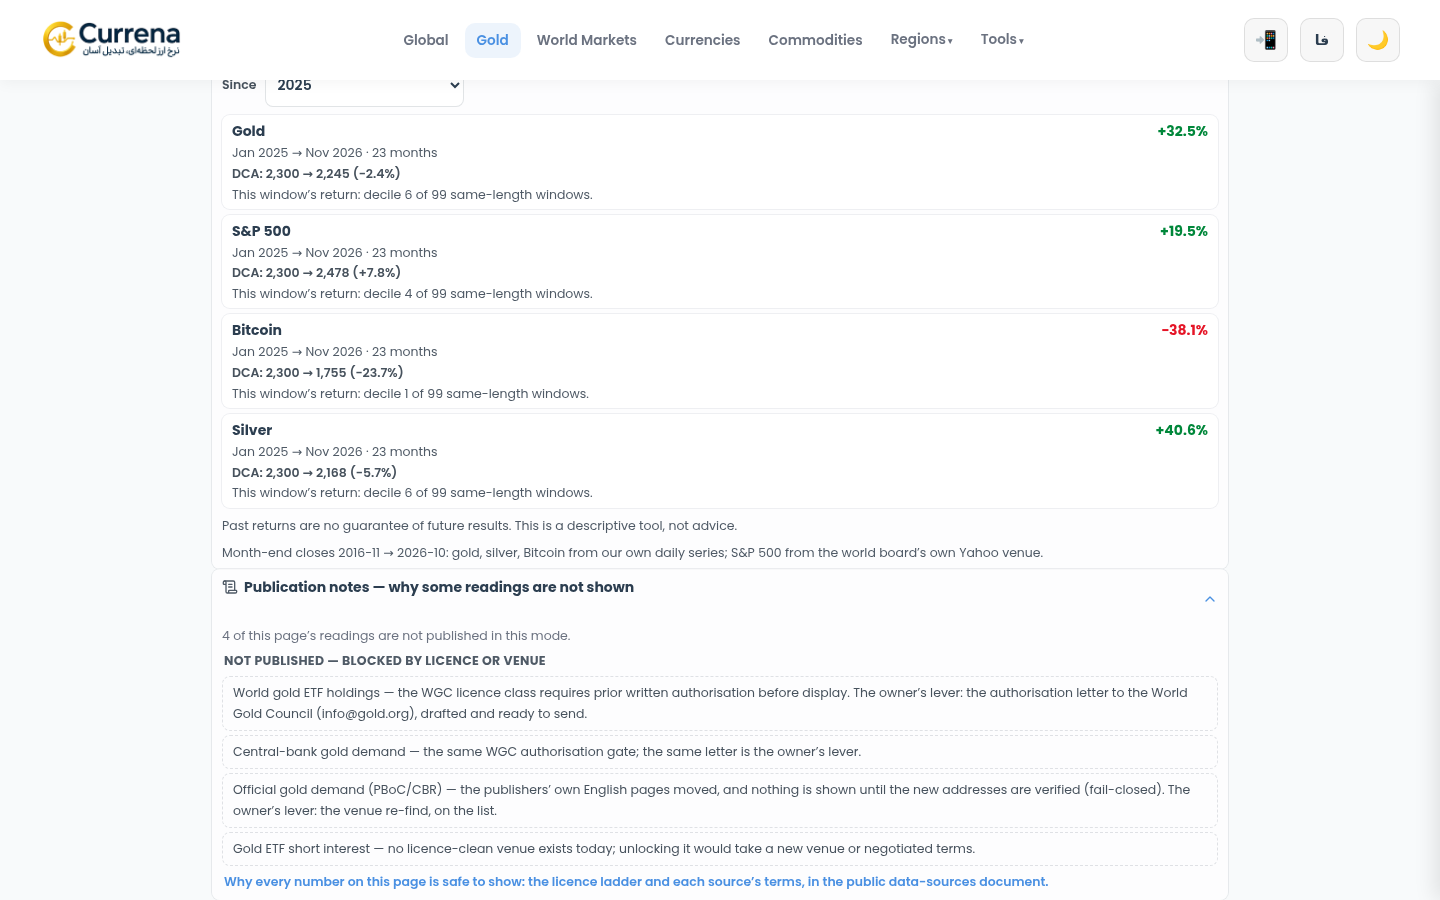 Currena
نرخ ارز لحظه‌ای، تبدیل آسان
Global
Gold
World Markets
Currencies
Commodities
Regions ▾
Tools ▾
فا
Since
2025
Gold
+32.5%
Jan 2025 → Nov 2026 · 23 months
DCA: 2,300 → 2,245 (-2.4%)
This window’s return: decile 6 of 99 same-length windows.
S&P 500
+19.5%
Jan 2025 → Nov 2026 · 23 months
DCA: 2,300 → 2,478 (+7.8%)
This window’s return: decile 4 of 99 same-length windows.
Bitcoin
-38.1%
Jan 2025 → Nov 2026 · 23 months
DCA: 2,300 → 1,755 (-23.7%)
This window’s return: decile 1 of 99 same-length windows.
Silver
+40.6%
Jan 2025 → Nov 2026 · 23 months
DCA: 2,300 → 2,168 (-5.7%)
This window’s return: decile 6 of 99 same-length windows.
Past returns are no guarantee of future results. This is a descriptive tool, not advice.
Month-end closes 2016-11 → 2026-10: gold, silver, Bitcoin from our own daily series; S&P 500 from the world board’s own Yahoo venue.
Publication notes — why some readings are not shown
4 of this page’s readings are not published in this mode.
NOT PUBLISHED — BLOCKED BY LICENCE OR VENUE
World gold ETF holdings — the WGC licence class requires prior written authorisation before display. The owner’s lever: the authorisation letter to the World
Gold Council (info@gold.org), drafted and ready to send.
Central-bank gold demand — the same WGC authorisation gate; the same letter is the owner’s lever.
Official gold demand (PBoC/CBR) — the publishers’ own English pages moved, and nothing is shown until the new addresses are verified (fail-closed). The
owner’s lever: the venue re-find, on the list.
Gold ETF short interest — no licence-clean venue exists today; unlocking it would take a new venue or negotiated terms.
Why every number on this page is safe to show: the licence ladder and each source’s terms, in the public data-sources document.